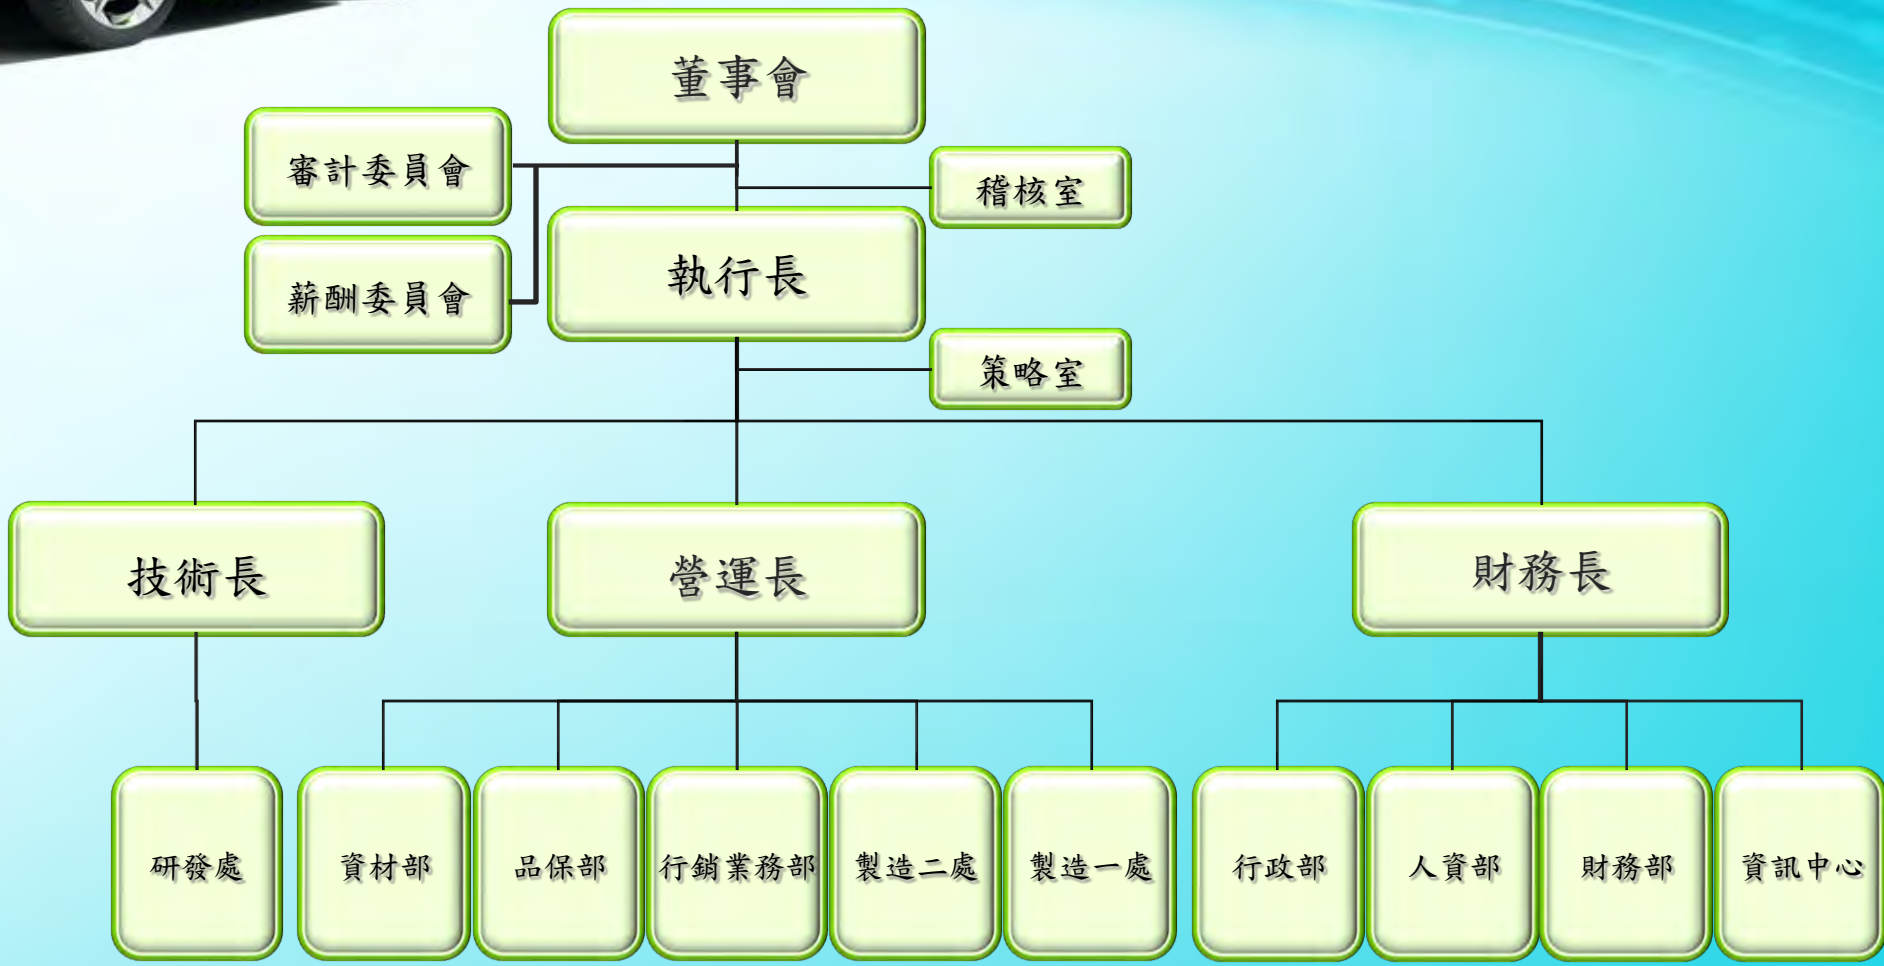 董事會
審計委員會
稽核室
薪酬委員會
執行長
策略室
技術長
營運長
財務長
研發處
資材部
品保部
行銷業務部
製造二處
製造一處
行政部
人資部
財務部
資訊中心